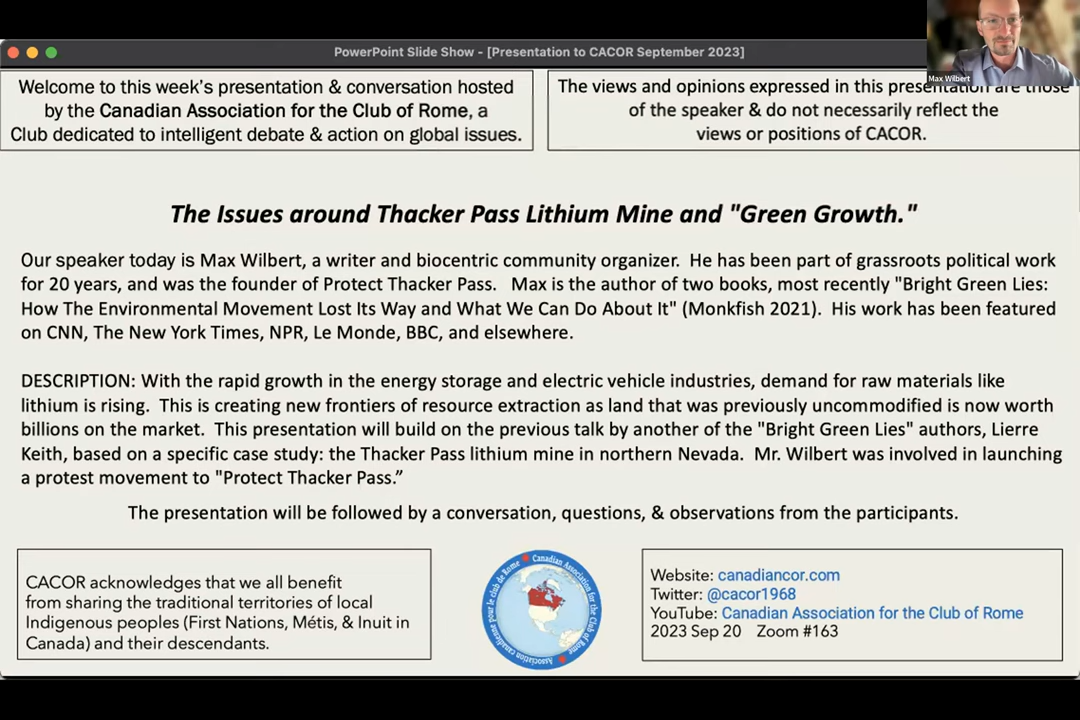 PowerPoint Slide Show - [Presentation to CACOR September 2023]
Max Wilbert
Welcome to this week's presentation & conversation hosted
by the Canadian Association for the Club of Rome, a
Club dedicated to intelligent debate & action on global issues.
The views and opinions expressed in this presentation are those
of the speaker & do not necessarily reflect the
views or positions of CACOR.
The Issues around Thacker Pass Lithium Mine and "Green Growth."
Our speaker today is Max Wilbert, a writer and biocentric community organizer. He has been part of grassroots political work
for 20 years, and was the founder of Protect Thacker Pass. Max is the author of two books, most recently "Bright Green Lies:
How The Environmental Movement Lost Its Way and What We Can Do About It" (Monkfish 2021). His work has been featured
on CNN, The New York Times, NPR, Le Monde, BBC, and elsewhere.
DESCRIPTION: With the rapid growth in the energy storage and electric vehicle industries, demand for raw materials like
lithium is rising. This is creating new frontiers of resource extraction as land that was previously uncommodified is now worth
billions on the market. This presentation will build on the previous talk by another of the "Bright Green Lies" authors, Lierre
Keith, based on a specific case study: the Thacker Pass lithium mine in northern Nevada. Mr. Wilbert was involved in launching
a protest movement to "Protect Thacker Pass.”
The presentation will be followed by a conversation, questions, & observations from the participants.
CACOR acknowledges that we all benefit
from sharing the traditional territories of local
Indigenous peoples (First Nations, Métis, & Inuit in
Canada) and their descendants.
Canadian Association for the Club of Rome
Association canadienne pour le club de Rome
Website: canadiancor.com
Twitter: @cacor1968
YouTube: Canadian Association for the Club of Rome
2023 Sep 20 Zoom #163